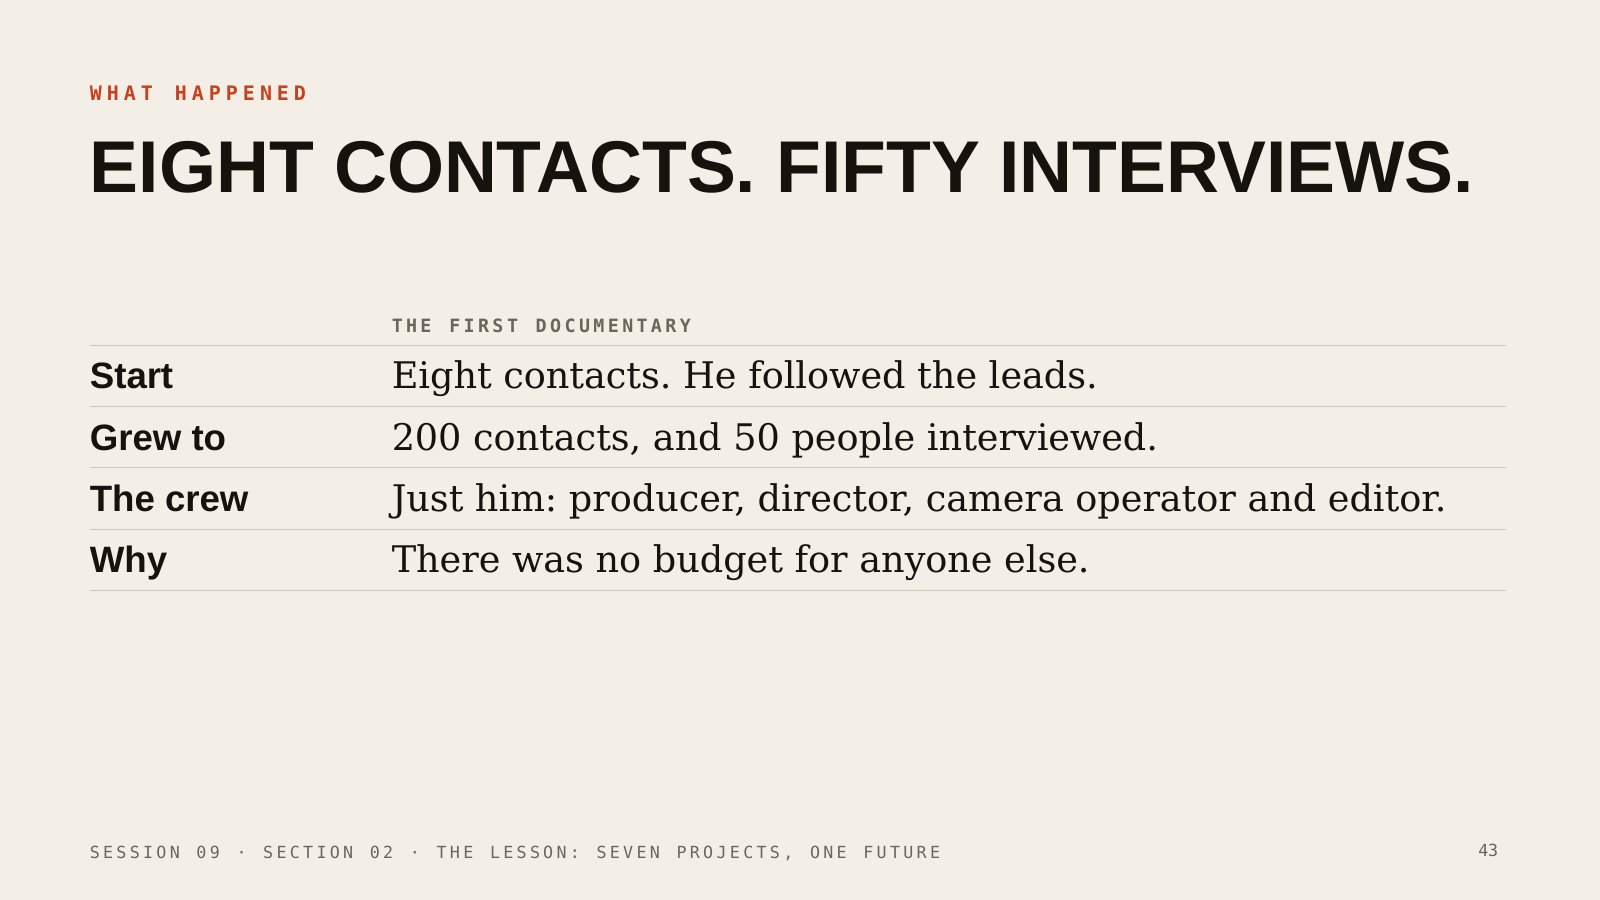 WHAT HAPPENED
EIGHT CONTACTS. FIFTY INTERVIEWS.
THE FIRST DOCUMENTARY
Start Eight contacts. He followed the leads.
Grew to 200 contacts, and 50 people interviewed.
The crew Just him: producer, director, camera operator and editor.
Why There was no budget for anyone else.
SESSION 09 · SECTION 02 · THE LESSON: SEVEN PROJECTS, ONE FUTURE 43